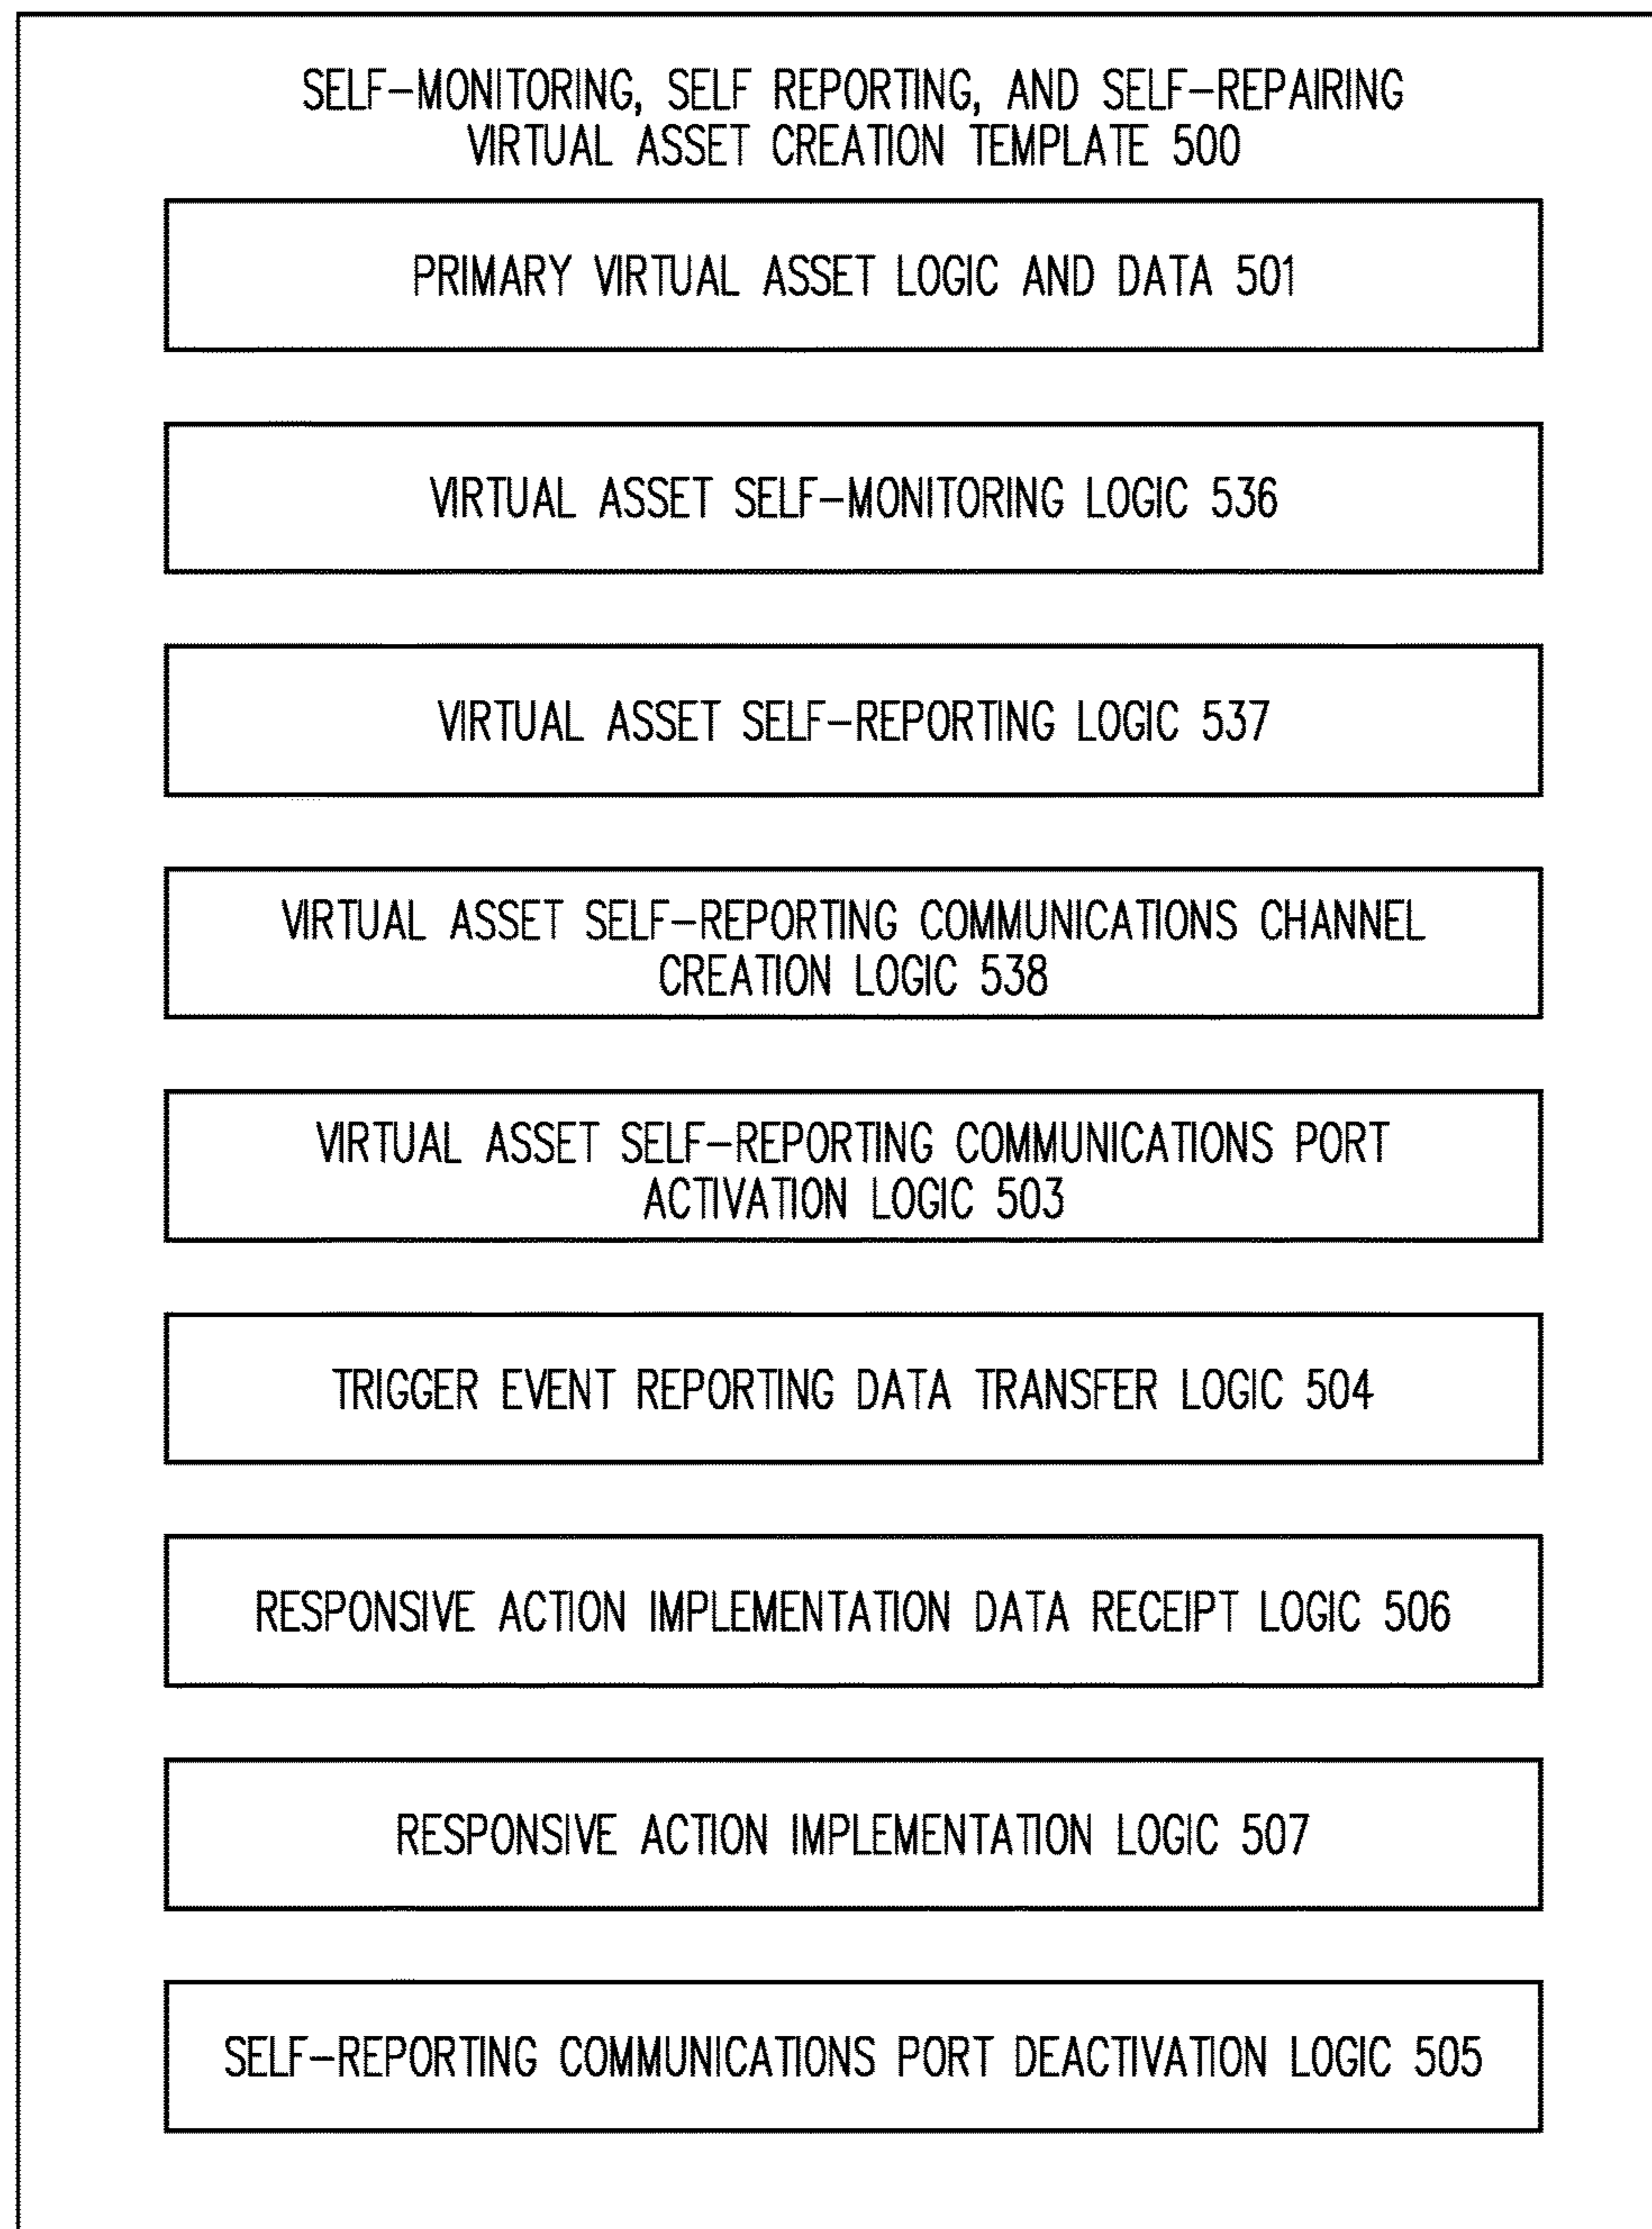 SELF-MONITORING, SELF REPORTING, AND SELF-REPAIRING
VIRTUAL ASSET CREATION TEMPLATE 500
PRIMARY VIRTUAL ASSET LOGIC AND DATA 501
VIRTUAL ASSET SELF-MONITORING LOGIC 536
VIRTUAL ASSET SELF-REPORTING LOGIC 537
VIRTUAL ASSET SELF-REPORTING COMMUNICATIONS CHANNEL
CREATION LOGIC 538
VIRTUAL ASSET SELF-REPORTING COMMUNICATIONS PORT
ACTIVATION LOGIC 503
TRIGGER EVENT REPORTING DATA TRANSFER LOGIC 504
RESPONSIVE ACTION IMPLEMENTATION DATA RECEIPT LOGIC 506
RESPONSIVE ACTION IMPLEMENTATION LOGIC 507
SELF-REPORTING COMMUNICATIONS PORT DEACTIVATION LOGIC 505